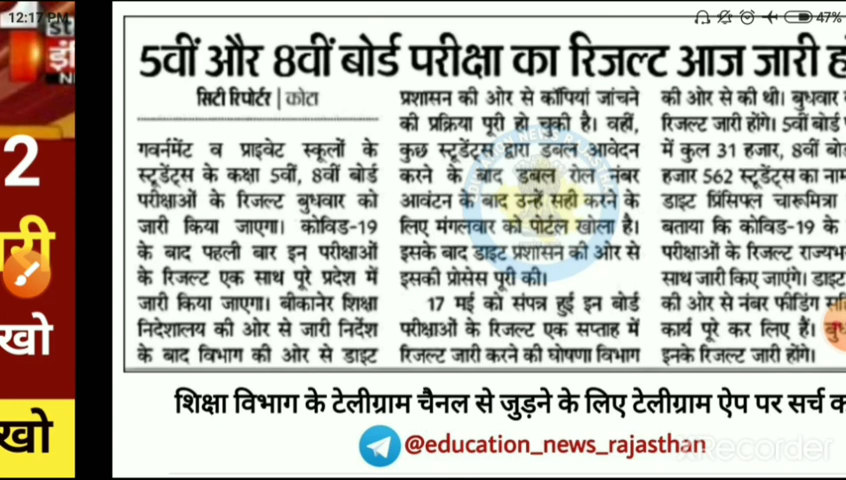 12:17 PM
47%
st
इं
N
2
री
खो
खो
5वीं और 8वीं बोर्ड परीक्षा का रिजल्ट आज जारी ह
सिटी रिपोर्टर | कोटा
गवर्नमेंट व प्राइवेट स्कूलों के
स्टूडेंट्स के कक्षा 5वीं, 8वीं बोर्ड
परीक्षाओं के रिजल्ट बुधवार को
जारी किया जाएगा। कोविड-19
के बाद पहली बार इन परीक्षाओं
के रिजल्ट एक साथ पूरे प्रदेश में
जारी किया जाएगा। बीकानेर शिक्षा
निदेशालय की ओर से जारी निर्देश
के बाद विभाग की ओर से डाइट
प्रशासन की ओर से कॉपियां जांचने
की प्रक्रिया पूरी हो चुकी है। वहीं,
कुछ स्टूडेंट्स द्वारा डबल आवेदन
करने के बाद डबल रोल नंबर
आवंटन के बाद उन्हें सही करने के
लिए मंगलवार को पोर्टल खोला है।
इसके बाद डाइट प्रशासन की ओर से
इसकी प्रोसेस पूरी की।
17 मई को संपन्न हुई इन बोर्ड
परीक्षाओं के रिजल्ट एक सप्ताह में
रिजल्ट जारी करने की घोषणा विभाग
की ओर से की थी। बुधवार
रिजल्ट जारी होंगे। 5वीं बोर्ड
में कुल 31 हजार, 8वीं बो
हजार 562 स्टूडेंट्स का नाम
डाइट प्रिंसिपल चारूमित्रा
बताया कि कोविड-19 के
परीक्षाओं के रिजल्ट राज्यभ
साथ जारी किए जाएंगे। डाइट
की ओर से नंबर फीडिंग सहि
कार्य पूरे कर लिए हैं। बु
इनके रिजल्ट जारी होंगे।
शिक्षा विभाग के टेलीग्राम चैनल से जुड़ने के लिए टेलीग्राम ऐप पर सर्च क
@education_news_rajasthan
XRecorder